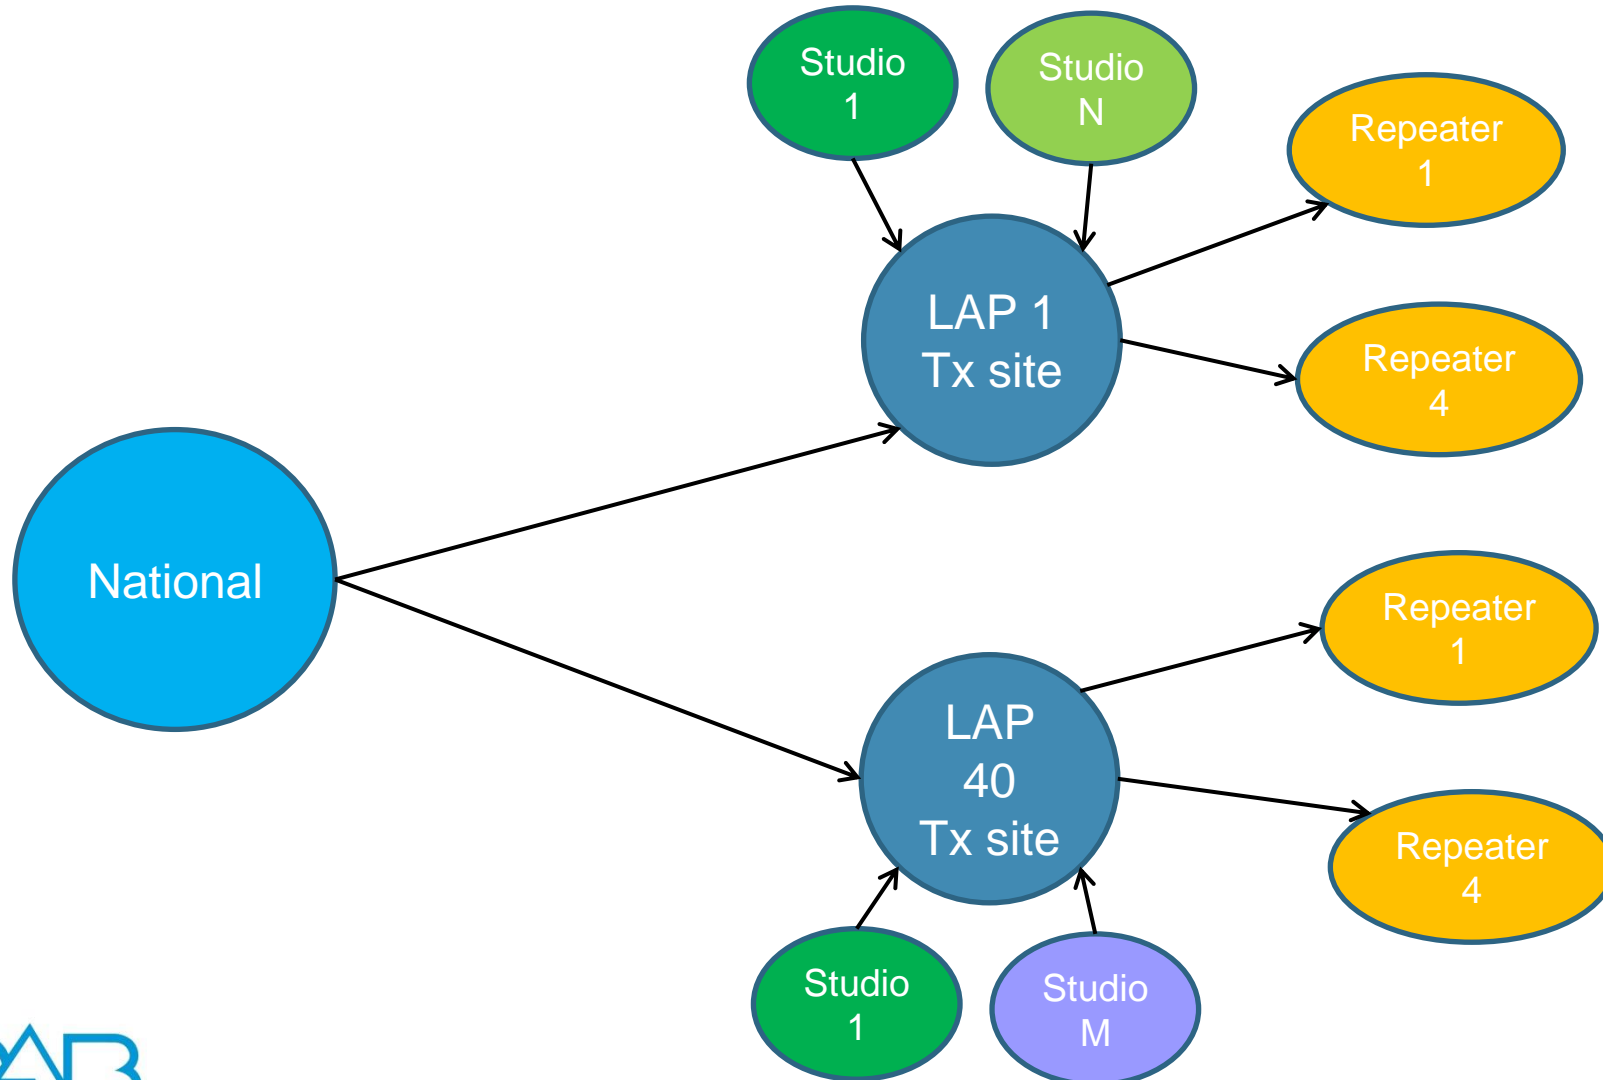 Studio
1
Studio
N
Repeater
1
LAP 1
Tx site
Repeater
4
National
Repeater
1
LAP
40
Tx site
Repeater
4
Studio
1
Studio
M